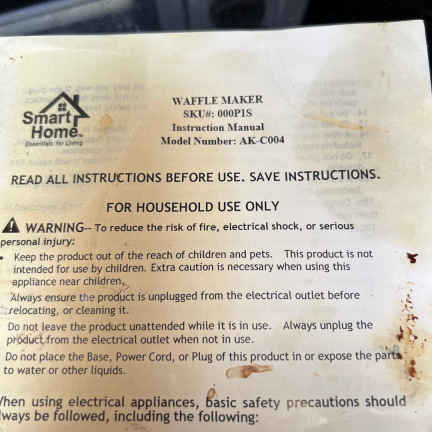 Smart
Home™
Essentials for Living
WAFFLE MAKER
SKU#: 000P1S
Instruction Manual
Model Number: AK-C004
READ ALL INSTRUCTIONS BEFORE USE. SAVE INSTRUCTIONS.
FOR HOUSEHOLD USE ONLY
WARNING-- To reduce the risk of fire, electrical shock, or serious
personal injury:
• Keep the product out of the reach of children and pets. This product is not
intended for use by children. Extra caution is necessary when using this
appliance near children.
Always ensure the product is unplugged from the electrical outlet before
relocating, or cleaning it.
Do not leave the product unattended while it is in use. Always unplug the
product from the electrical outlet when not in use.
Do not place the Base, Power Cord, or Plug of this product in or expose the parts
to water or other liquids.
When using electrical appliances, basic safety precautions should
lways be followed, including the following: